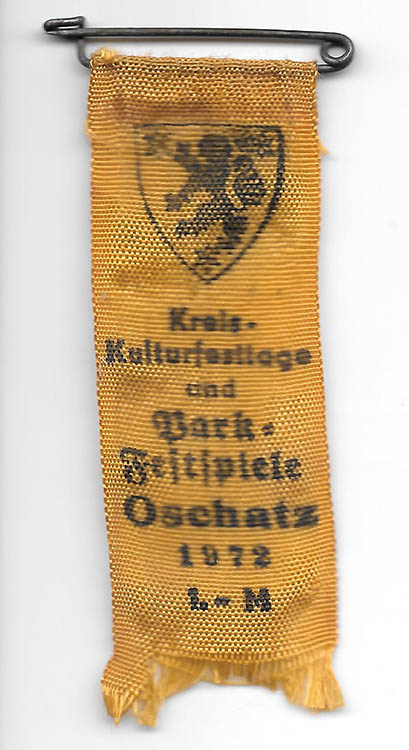 Kreis-
Kulturfesttage
und
Park-
Festspiele
Oschatz
1972
L.-M